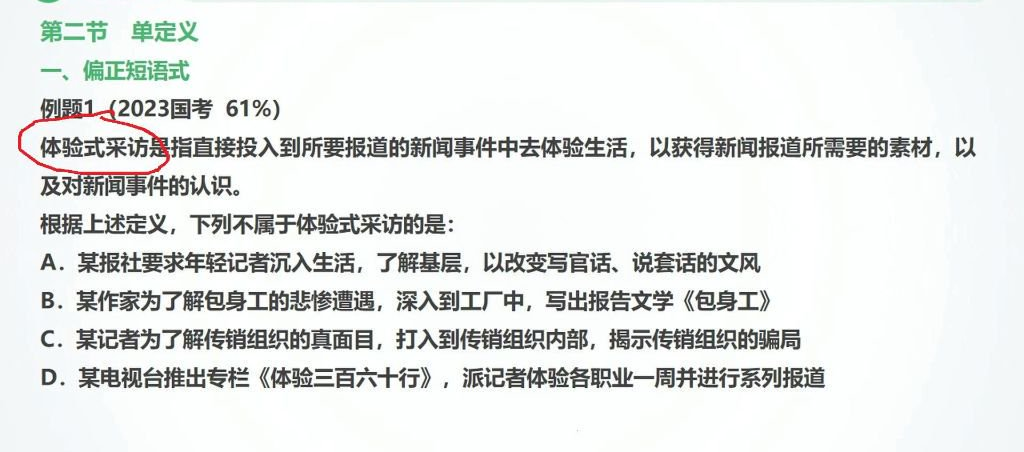 第二节 单定义
一、偏正短语式
例题1（2023国考 61%）
体验式采访是指直接投入到所要报道的新闻事件中去体验生活，以获得新闻报道所需要的素材，以
及对新闻事件的认识。
根据上述定义，下列不属于体验式采访的是：
A．某报社要求年轻记者沉入生活，了解基层，以改变写官话、说套话的文风
B．某作家为了解包身工的悲惨遭遇，深入到工厂中，写出报告文学《包身工》
C．某记者为了解传销组织的真面目，打入到传销组织内部，揭示传销组织的骗局
D．某电视台推出专栏《体验三百六十行》，派记者体验各职业一周并进行系列报道